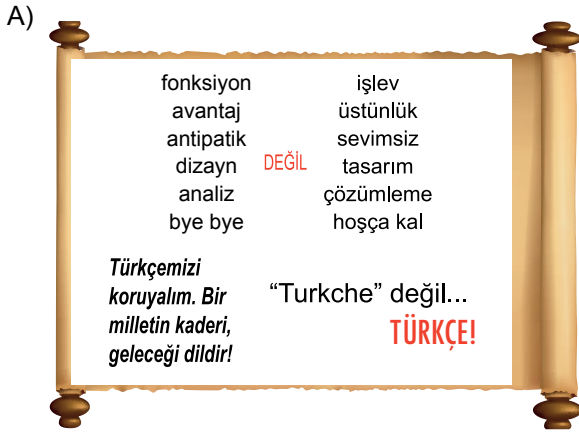 A)
fonksiyon işlev
avantaj üstünlük
antipatik sevimsiz
dizayn DEĞİL tasarım
analiz çözümleme
bye bye hoşça kal
Türkçemizi
koruyalım. Bir
milletin kaderi,
geleceği dildir!
“Turkche” değil...
TÜRKÇE!